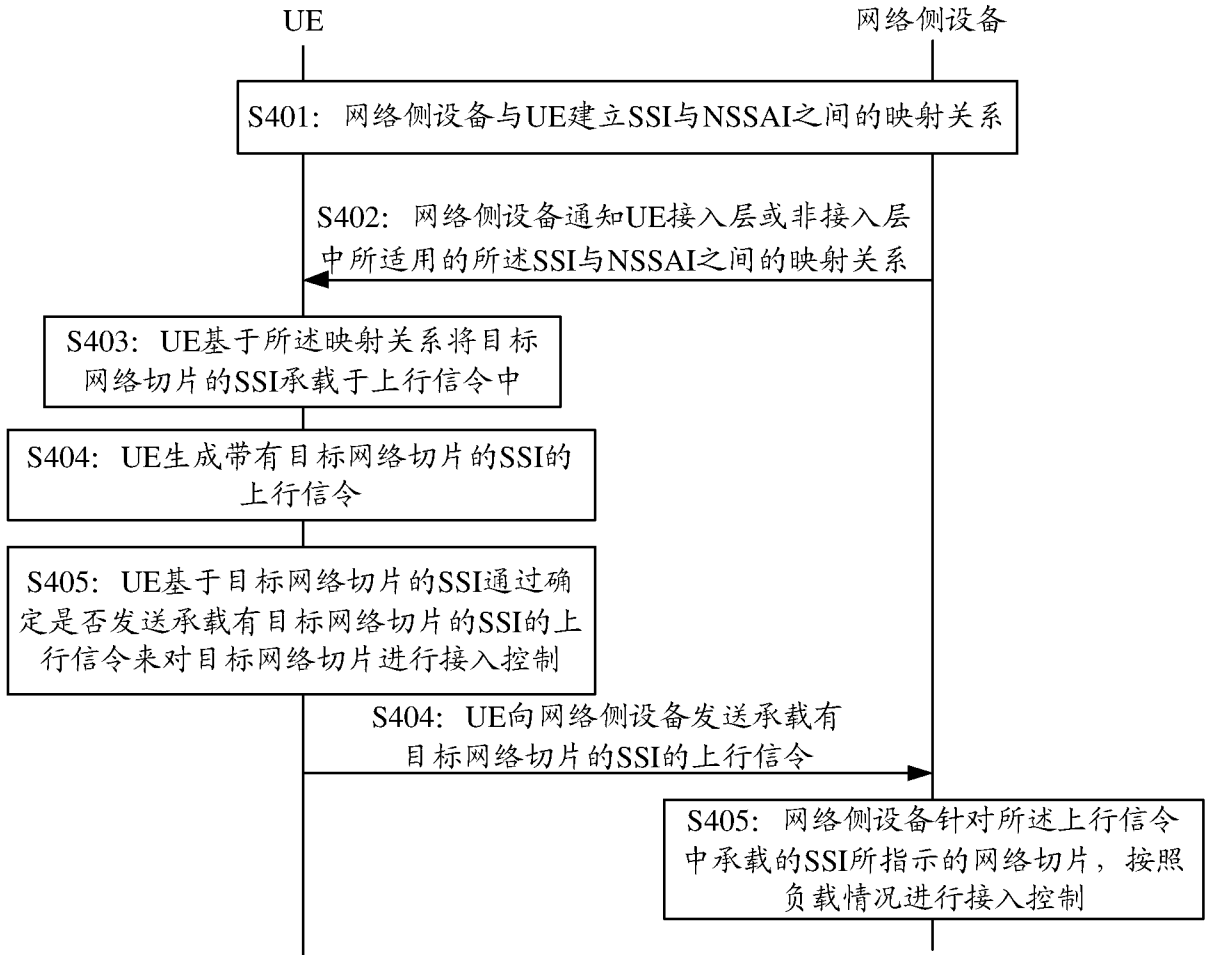 UE
网络侧设备
S401：网络侧设备与UE建立SSI与NSSAI之间的映射关系
S402：网络侧设备通知UE接入层或非接入层
中所适用的所述SSI与NSSAI之间的映射关系
S403：UE基于所述映射关系将目标
网络切片的SSI承载于上行信令中
S404：UE生成带有目标网络切片的SSI的
上行信令
S405：UE基于目标网络切片的SSI通过确
定是否发送承载有目标网络切片的SSI的上
行信令来对目标网络切片进行接入控制
S404：UE向网络侧设备发送承载有
目标网络切片的SSI的上行信令
S405：网络侧设备针对所述上行信令
中承载的SSI所指示的网络切片，按照
负载情况进行接入控制